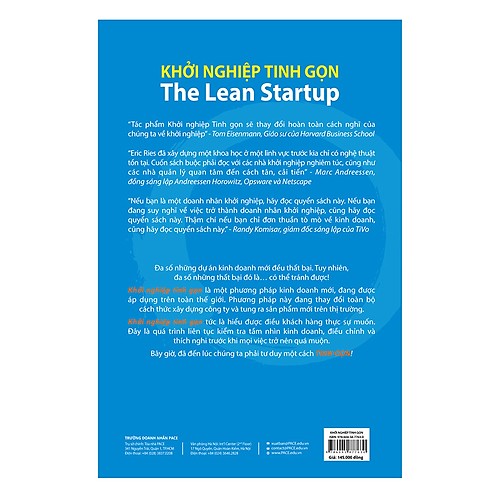 KHỞI NGHIỆP TINH GỌN
The Lean Startup
"Tác phẩm Khởi nghiệp Tinh gọn sẽ thay đổi hoàn toàn cách nghĩ của
chúng ta về khởi nghiệp" - Tom Eisenmann, Giáo sư của Harvard Business School
"Eric Ries đã xây dựng một khoa học ở một lĩnh vực trước kia chỉ có nghệ thuật
tồn tại. Cuốn sách buộc phải đọc với các nhà khởi nghiệp nghiêm túc, cũng như
các nhà quản lý quan tâm đến cách tân, cải tiến" - Marc Andreessen,
đồng sáng lập Andreessen Horowitz, Opsware và Netscape
"Nếu bạn là một doanh nhân khởi nghiệp, hãy đọc quyển sách này. Nếu bạn
đang suy nghĩ về việc trở thành doanh nhân khởi nghiệp, cũng hãy đọc
quyển sách này. Thậm chí nếu bạn chỉ đơn thuần tò mò về kinh doanh,
cũng hãy đọc quyển sách này." - Randy Komisar, giám đốc sáng lập của TiVo
Đa số những dự án kinh doanh mới đều thất bại. Tuy nhiên,
đa số những thất bại đó là... có thể tránh được!
Khởi nghiệp tinh gọn là một phương pháp kinh doanh mới, đang được
áp dụng trên toàn thế giới. Phương pháp này đang thay đổi toàn bộ
cách thức xây dựng công ty và tung ra sản phẩm mới trên thị trường.
Khởi nghiệp tinh gọn tức là hiểu được điều khách hàng thực sự muốn.
Đây là quá trình liên tục kiểm tra tầm nhìn kinh doanh, điều chỉnh và
thích nghi trước khi mọi việc trở nên quá muộn.
Bây giờ, đã đến lúc chúng ta phải tư duy một cách TINH GỌN!
TRƯỜNG DOANH NHÂN PACE
KHỞI NGHIỆP TINH GỌN
Giá: 145.000 đồng